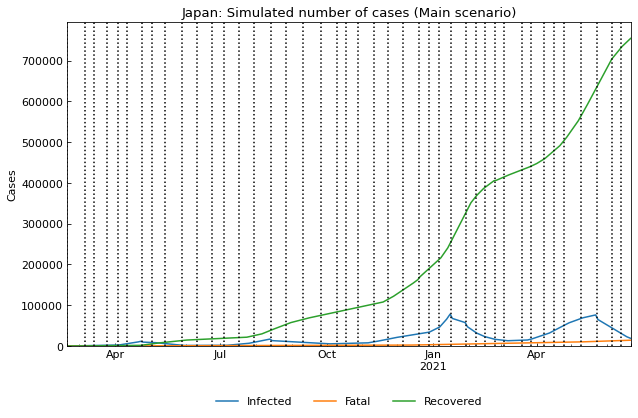 Japan: Simulated number of cases (Main scenario)
Cases
700000
600000
500000
400000
300000
200000
100000
0
Apr Jul Oct Jan Apr
2021
Infected Fatal Recovered